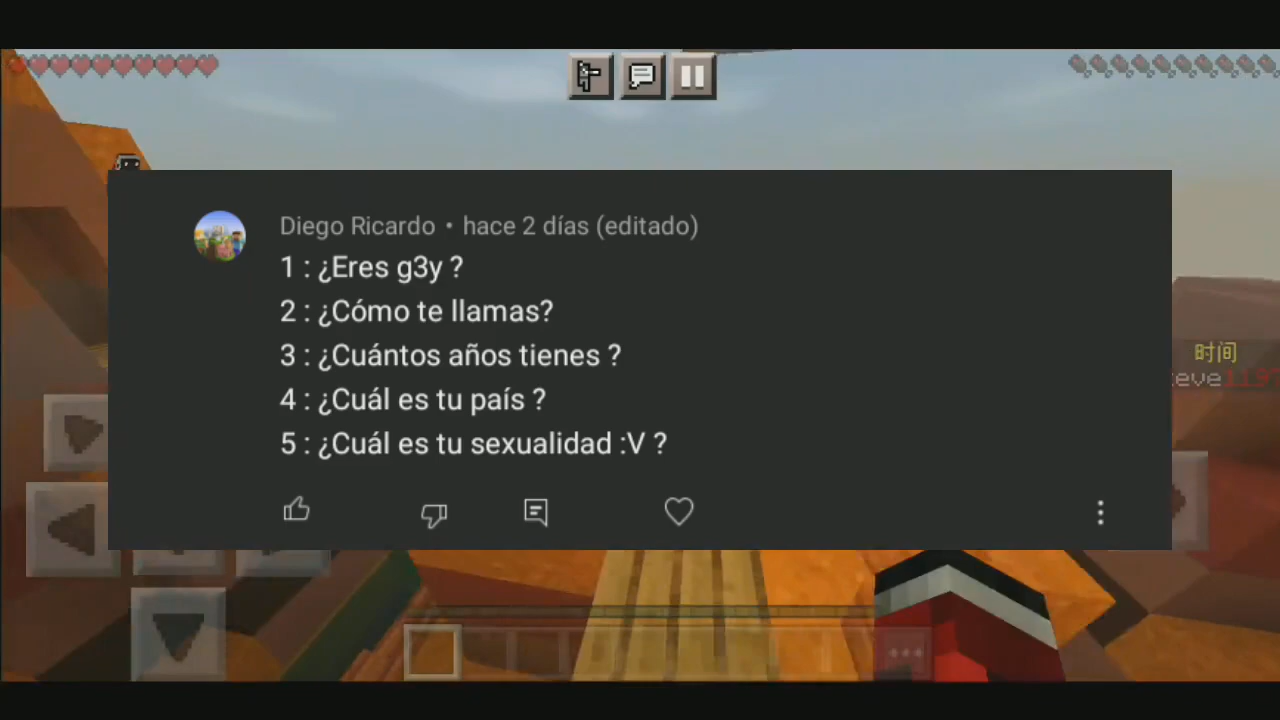 Diego Ricardo • hace 2 días (editado)
1 : ¿Eres g3y ?
2 : ¿Cómo te llamas?
3 : ¿Cuántos años tienes ?
4 : ¿Cuál es tu país ?
5 : ¿Cuál es tu sexualidad :V ?
时间